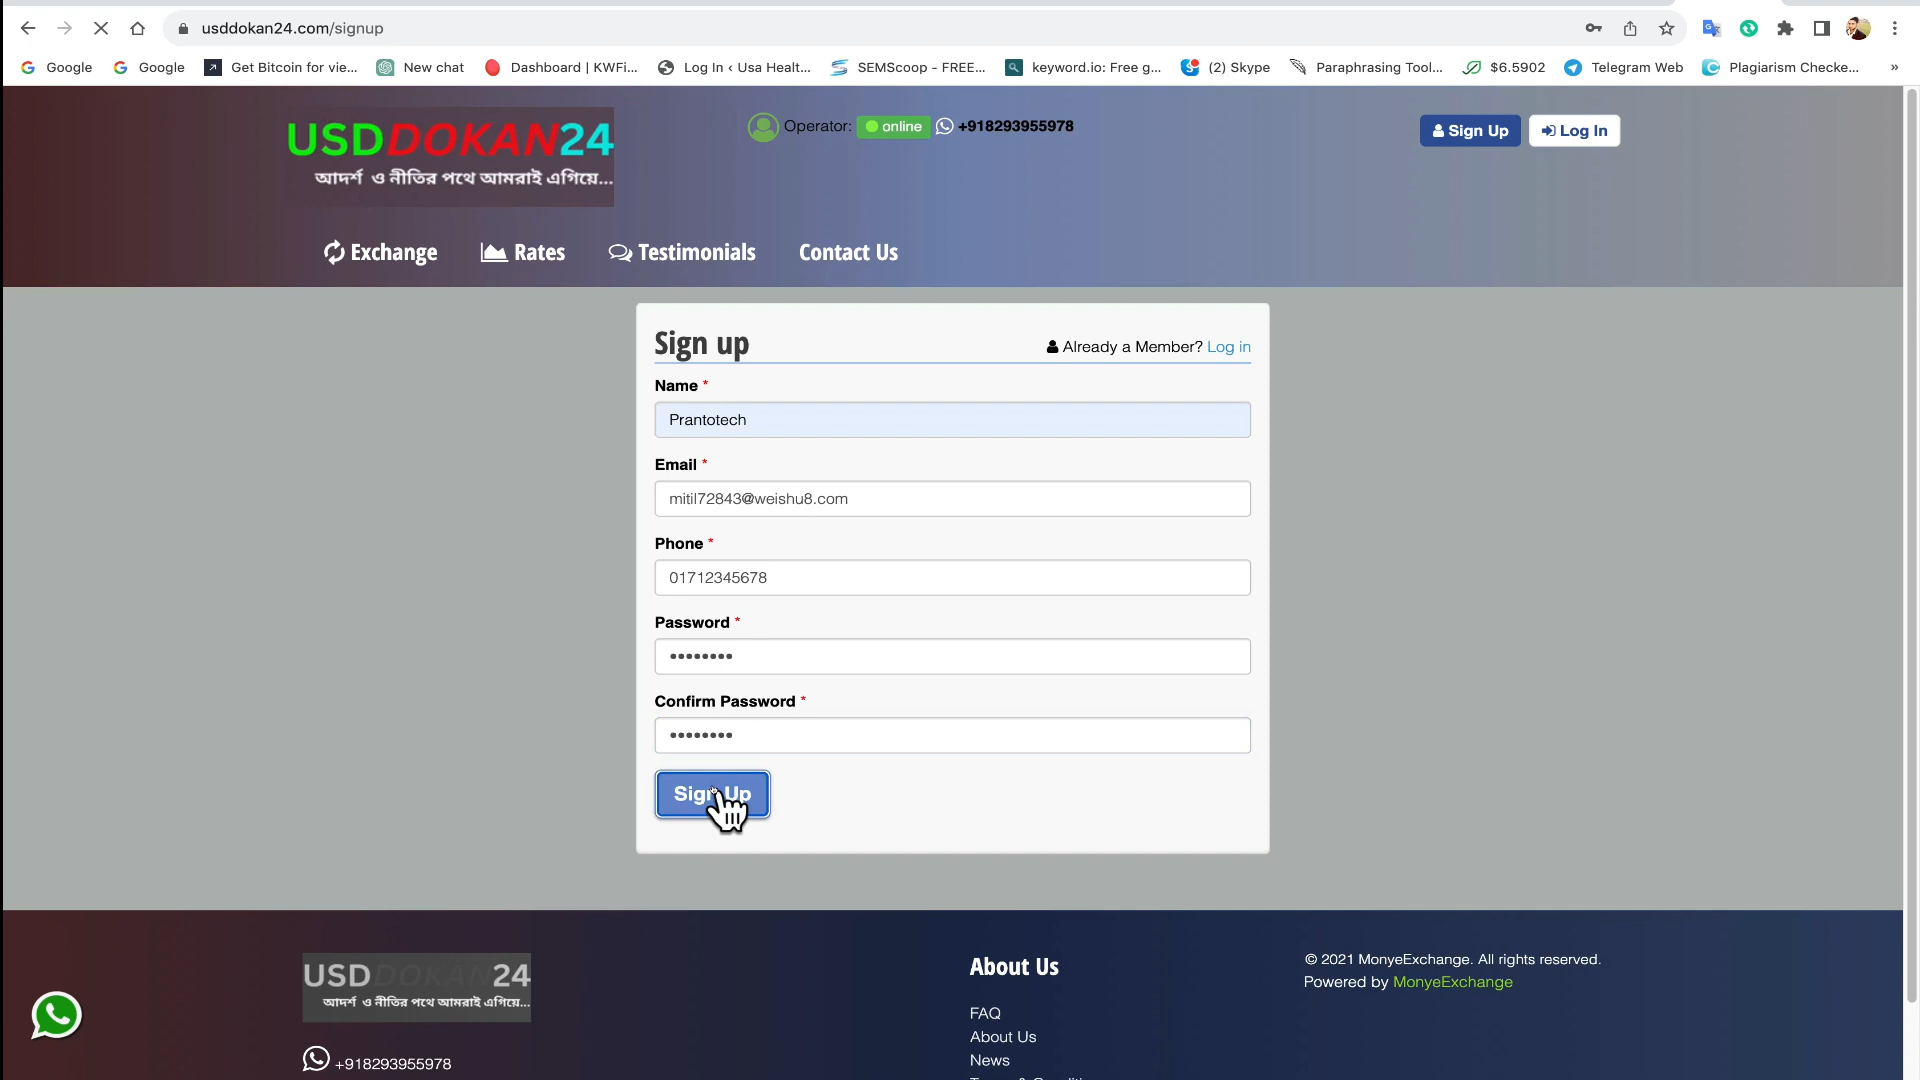 usddokan24.com/signup
Google
Google
Get Bitcoin for vie...
New chat
Dashboard | KWFi...
Log In ‹ Usa Healt...
SEMScoop - FREE...
keyword.io: Free g...
(2) Skype
Paraphrasing Tool...
$6.5902
Telegram Web
Plagiarism Checke...
»
USDDOKAN24
আদর্শ ও নীতির পথে আমরাই এগিয়ে...
Operator: online +918293955978
Sign Up
Log In
Exchange
Rates
Testimonials
Contact Us
Sign up
Already a Member? Log in
Name *
Prantotech
Email *
mitil72843@weishu8.com
Phone *
01712345678
Password *
••••••••
Confirm Password *
••••••••
Sign Up
USDDOKAN24
আদর্শ ও নীতির পথে আমরাই এগিয়ে...
+918293955978
About Us
FAQ
About Us
News
© 2021 MonyeExchange. All rights reserved.
Powered by MonyeExchange